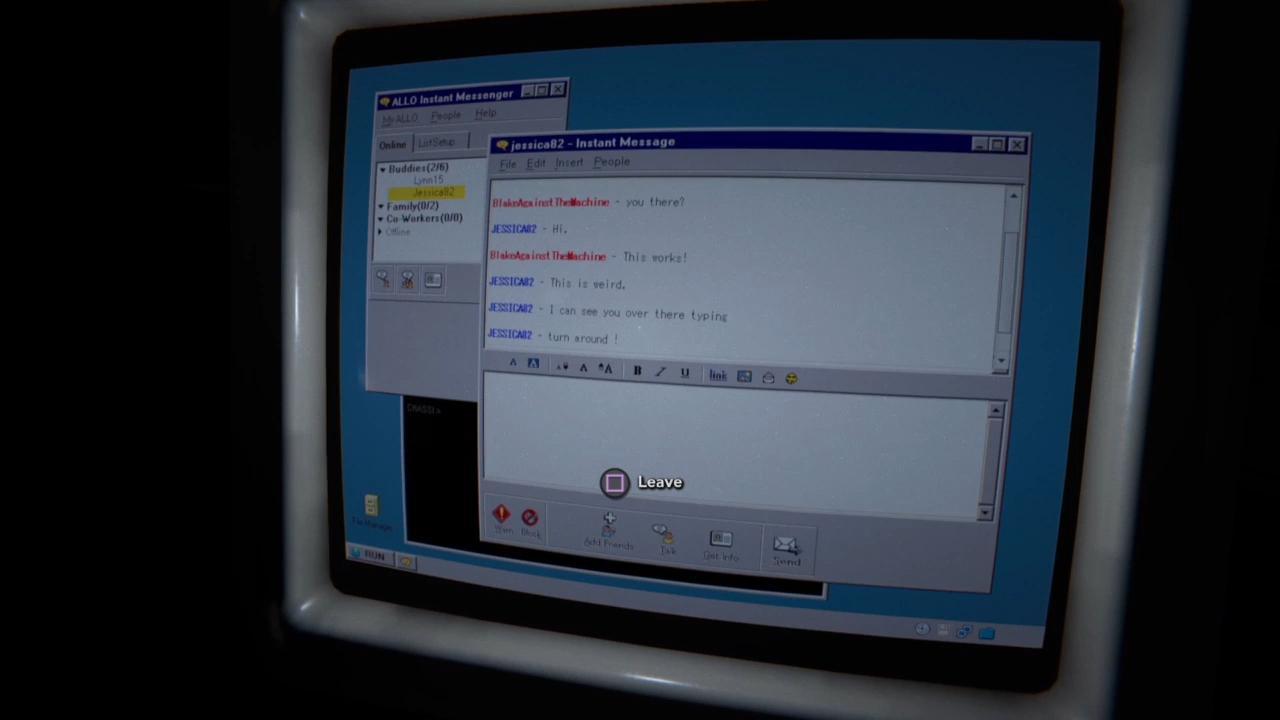 ALLO Instant Messenger
My ALLO People Help
Online List Setup
Buddies(2/6)
Lynn15
Jessica82
Family(0/2)
Co-Workers(0/0)
Offline
jessica82 - Instant Message
File Edit Insert People
BlakeAgainstTheMachine - you there?
JESSICA82 - Hi.
BlakeAgainstTheMachine - This works!
JESSICA82 - This is weird.
JESSICA82 - I can see you over there typing
JESSICA82 - turn around !
A A A A A B I U link
Leave
Warn Block Add Friends Talk Get Info Send
File Manager
RUN